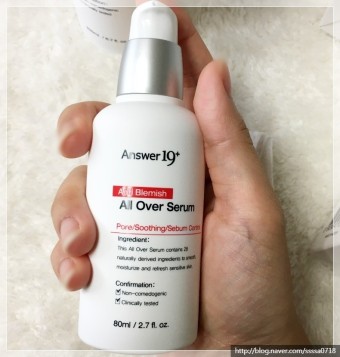 Answer 19+
Anti Blemish
All Over Serum
Pore/Soothing/Sebum Control
Ingredient:
This All Over Serum contains 28
naturally derived ingredients to
moisturize and refresh sensitive skin.
Confirmation:
Non-comedogenic
Clinically tested
80ml / 2.7 fl. oz.
http://blog.naver.com/ssssa0718